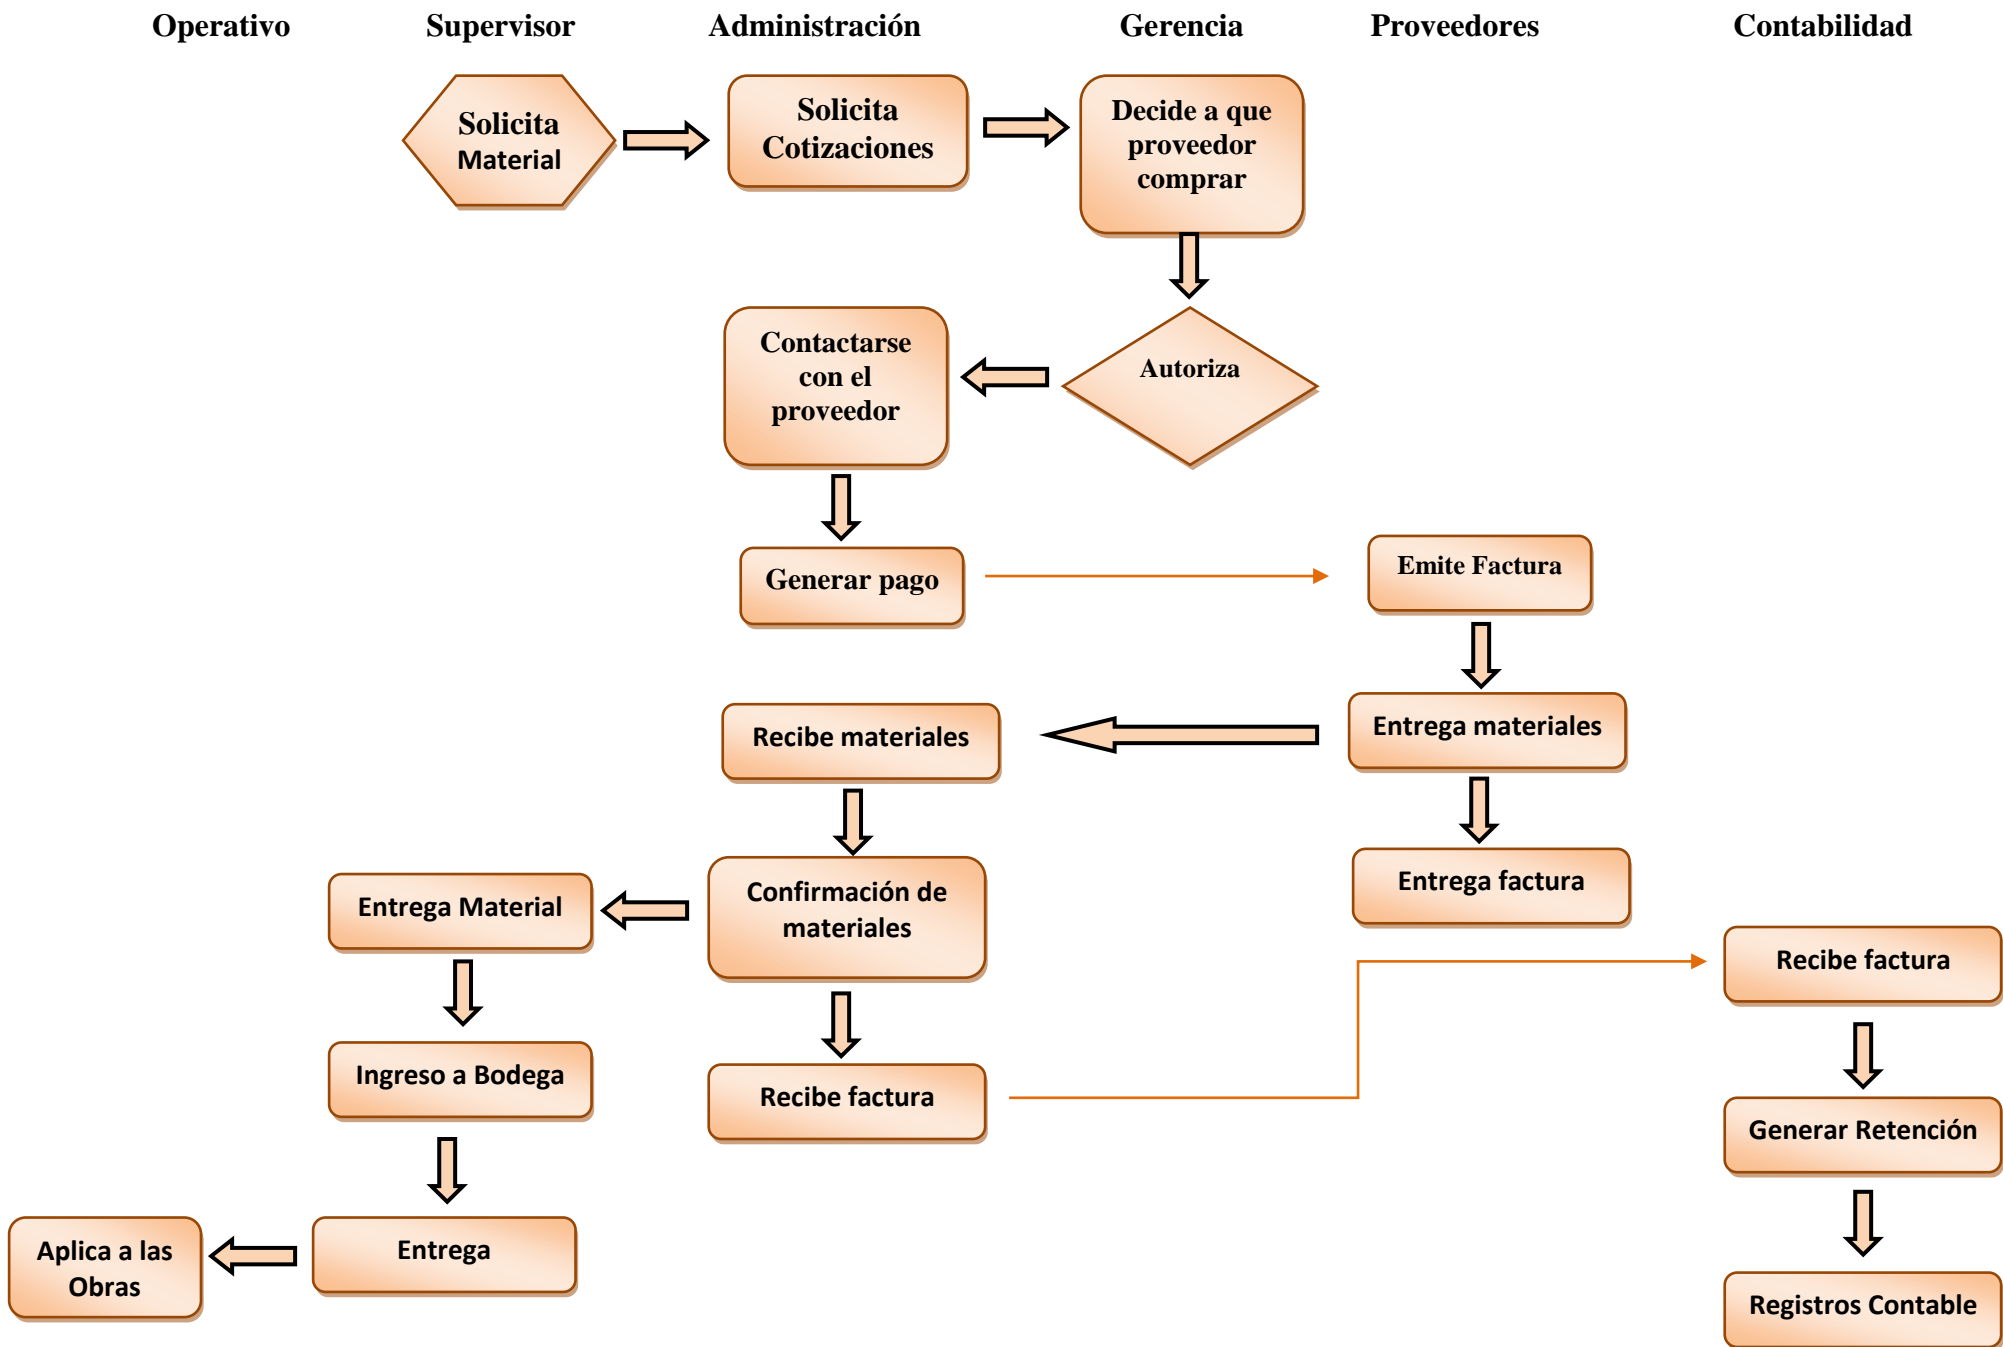 Operativo
Supervisor
Administración
Gerencia
Proveedores
Contabilidad
Solicita
Material
Solicita
Cotizaciones
Decide a que
proveedor
comprar
Contactarse
con el
proveedor
Autoriza
Generar pago
Emite Factura
Recibe materiales
Entrega materiales
Entrega Material
Confirmación de
materiales
Entrega factura
Recibe factura
Ingreso a Bodega
Recibe factura
Generar Retención
Aplica a las
Obras
Entrega
Registros Contable